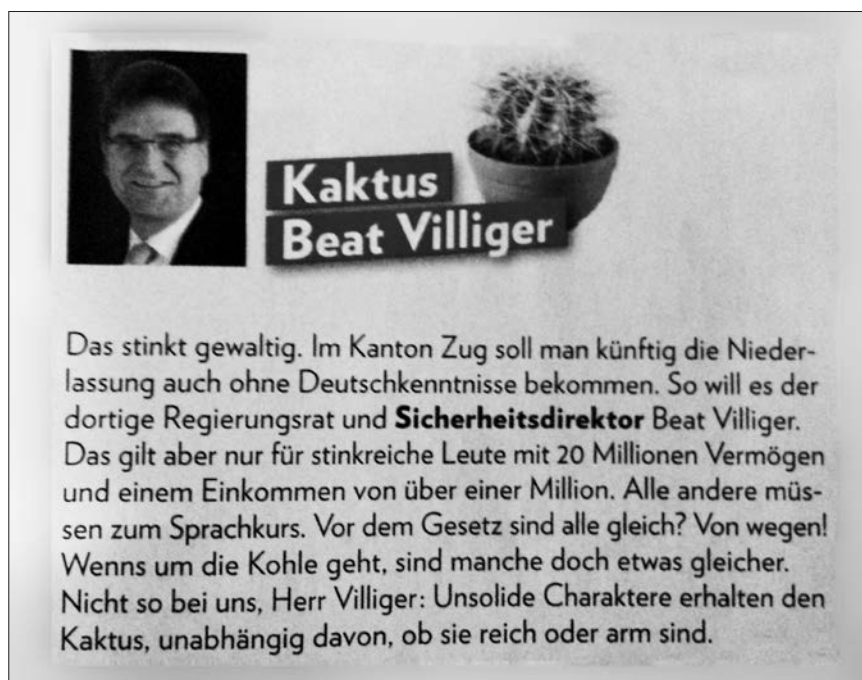 Kaktus
Beat Villiger
Das stinkt gewaltig. Im Kanton Zug soll man künftig die Nieder-
lassung auch ohne Deutschkenntnisse bekommen. So will es der
dortige Regierungsrat und Sicherheitsdirektor Beat Villiger.
Das gilt aber nur für stinkreiche Leute mit 20 Millionen Vermögen
und einem Einkommen von über einer Million. Alle andere müs-
sen zum Sprachkurs. Vor dem Gesetz sind alle gleich? Von wegen!
Wenns um die Kohle geht, sind manche doch etwas gleicher.
Nicht so bei uns, Herr Villiger: Unsolide Charaktere erhalten den
Kaktus, unabhängig davon, ob sie reich oder arm sind.